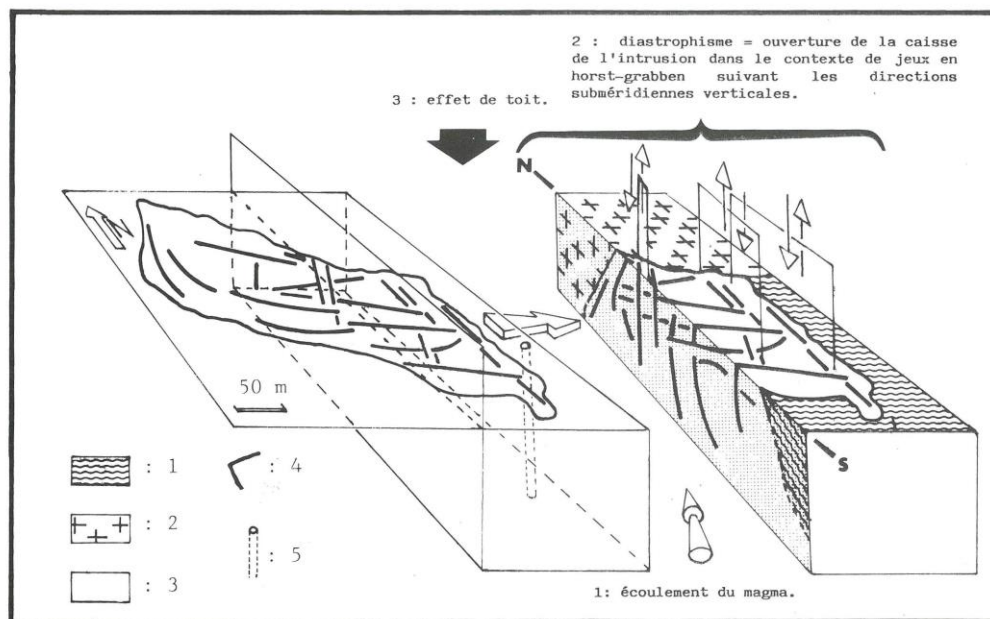 2 : diastrophisme = ouverture de la caisse
de l'intrusion dans le contexte de jeux en
horst-grabben suivant les directions
subméridiennes verticales.
3 : effet de toit.
N
N
50 m
S
: 1
: 2
: 3
: 4
: 5
1: écoulement du magma.